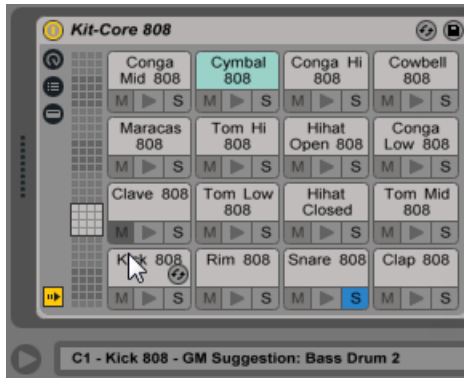 Kit-Core 808
Conga Mid 808
Cymbal 808
Conga Hi 808
Cowbell 808
M S M S M S M S
Maracas 808
Tom Hi 808
Hihat Open 808
Conga Low 808
M S M S M S M S
Clave 808
Tom Low 808
Hihat Closed
Tom Mid 808
M S M S M S M S
Kick 808
Rim 808
Snare 808
Clap 808
M S M S M S M S
C1 - Kick 808 - GM Suggestion: Bass Drum 2